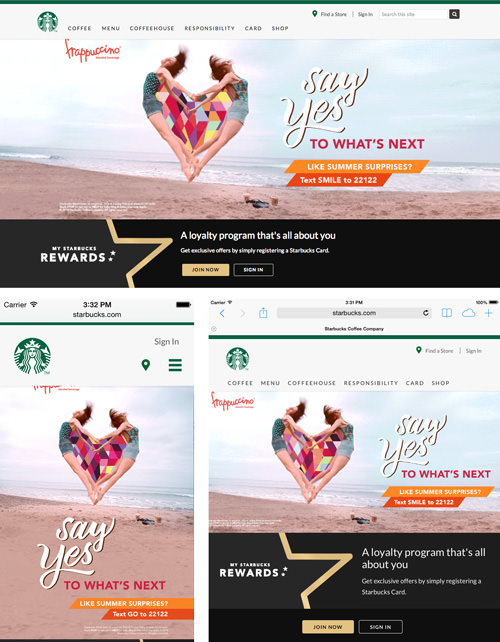 Find a Store | Sign In Search this site
COFFEE MENU COFFEEHOUSE RESPONSIBILITY CARD SHOP
frappuccino
say
yes
TO WHAT'S NEXT
LIKE SUMMER SURPRISES?
Text SMILE to 22122
MY STARBUCKS
REWARDS
A loyalty program that's all about you
Get exclusive offers by simply registering a Starbucks Card.
JOIN NOW SIGN IN
Carrier 3:32 PM
starbucks.com
Sign In
frappuccino
say
yes
TO WHAT'S NEXT
LIKE SUMMER SURPRISES?
Text GO to 22122
Carrier 3:31 PM 100%
starbucks.com
Starbucks Coffee Company
Find a Store | Sign In
COFFEE MENU COFFEEHOUSE RESPONSIBILITY CARD SHOP
frappuccino
say
yes
TO WHAT'S NEXT
LIKE SUMMER SURPRISES?
Text SMILE to 22122
MY STARBUCKS
REWARDS
A loyalty program that's all
about you
Get exclusive offers by simply registering a
Starbucks Card.
JOIN NOW SIGN IN